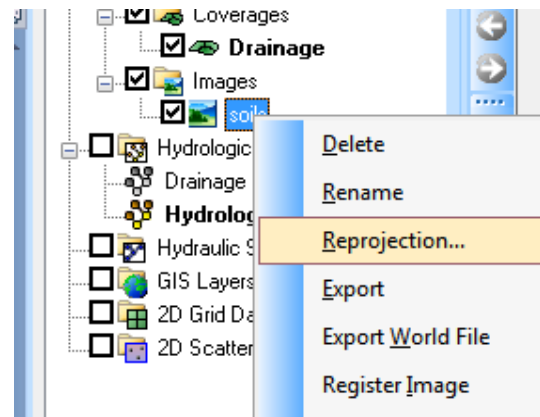 Coverages
Drainage
Images
soils
Hydrologic
Drainage
Hydrolog
Hydraulic S
GIS Layers
2D Grid Da
2D Scatter
Delete
Rename
Reprojection...
Export
Export World File
Register Image